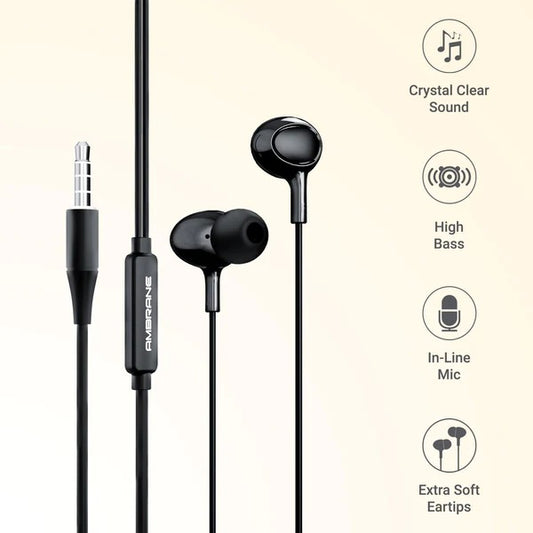 Crystal Clear
Sound
High
Bass
In-Line
Mic
Extra Soft
Eartips
AMBRANE